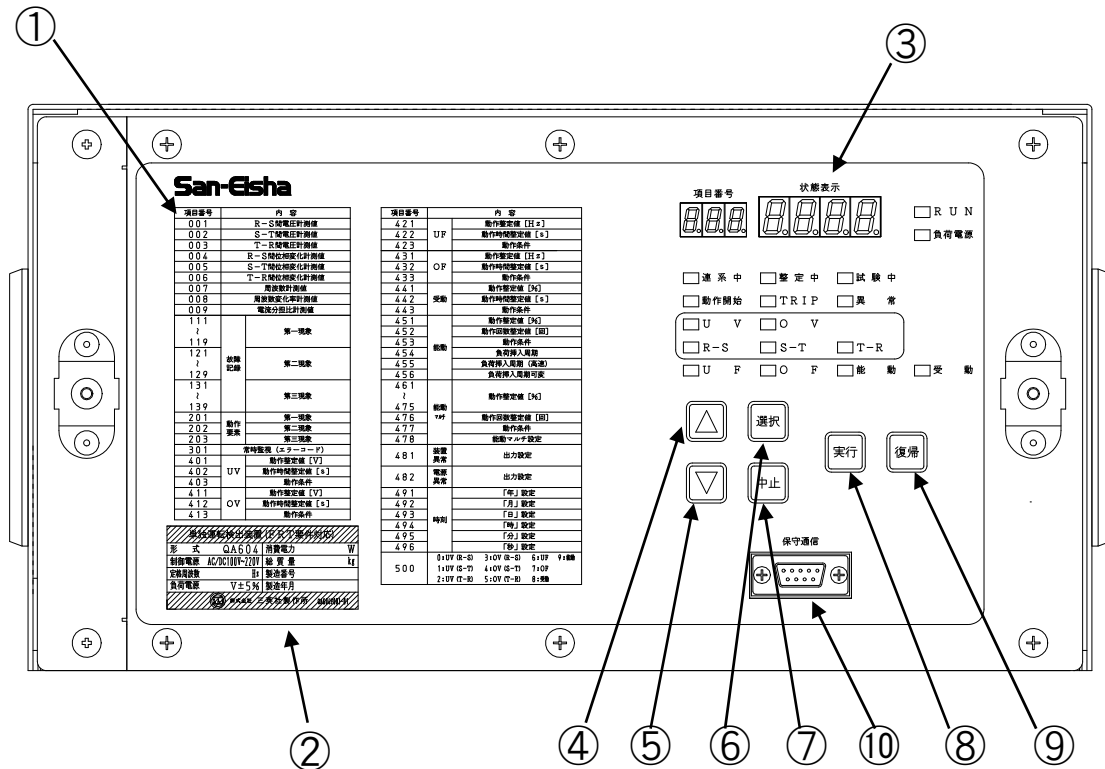 ①
③
San-Eisha
項目番号 内容
001 R-S間電圧計測値
002 S-T間電圧計測値
003 T-R間電圧計測値
004 R-S間位相変化計測値
005 S-T間位相変化計測値
006 T-R間位相変化計測値
007 周波数計測値
008 周波数変化率計測値
009 電流分担比計測値
故障記録
111 ~ 119 第一現象
121 ~ 129 第二現象
131 ~ 139 第三現象
動作要素
201 第一現象
202 第二現象
203 第三現象
301 常時監視(エラーコード)
UV
401 動作整定値[V]
402 動作時間整定値[s]
403 動作条件
OV
411 動作整定値[V]
412 動作時間整定値[s]
413 動作条件
項目番号 内容
UF
421 動作整定値[Hz]
422 動作時間整定値[s]
423 動作条件
OF
431 動作整定値[Hz]
432 動作時間整定値[s]
433 動作条件
受動
441 動作整定値[%]
442 動作時間整定値[s]
443 動作条件
能動
451 動作整定値[%]
452 動作回数整定値[回]
453 動作条件
454 負荷挿入周期
455 負荷挿入周期(高速)
456 負荷挿入周期可変
能動マルチ
461 ~ 475 動作整定値[%]
476 動作回数整定値[回]
477 動作条件
478 能動マルチ設定
481 装置異常 出力設定
482 電源異常 出力設定
時刻
491 「年」設定
492 「月」設定
493 「日」設定
494 「時」設定
495 「分」設定
496 「秒」設定
500
0:UV(R-S) 3:OV(R-S) 6:UF 9:能動
1:UV(S-T) 4:OV(S-T) 7:OF
2:UV(T-R) 5:OV(T-R) 8:受動
単独運転検出装置(FRT要件対応)
形式 QA604 消費電力 W
制御電源 AC/DC100V-220V 総質量 kg
定格周波数 Hz 製造番号
負荷電源 V±5% 製造年月
株式会社 三英社製作所
項目番号 状態表示
8.8.8. 8.8.8.8.
RUN
負荷電源
連系中 整定中 試験中
動作開始 TRIP 異常
UV OV
R-S S-T T-R
UF OF 能動 受動
△ 選択
実行 復帰
▽ 中止
保守通信
②
④
⑤
⑥
⑦
⑩
⑧
⑨